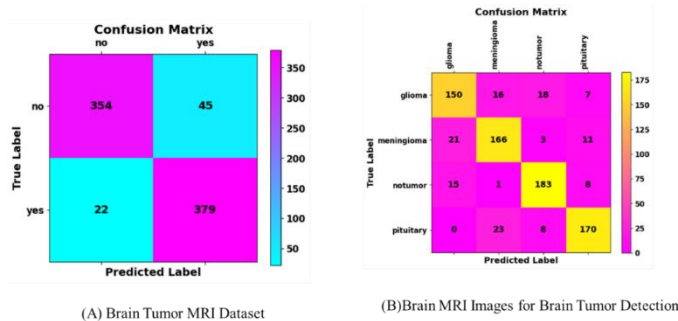 Confusion Matrix
no yes
no 354 45
yes 22 379
True Label
Predicted Label
350
300
250
200
150
100
50
(A) Brain Tumor MRI Dataset
Confusion Matrix
glioma meningioma notumor pituitary
glioma 150 16 18 7
meningioma 21 166 3 11
notumor 15 1 183 8
pituitary 0 23 8 170
True Label
Predicted Label
175
150
125
100
75
50
25
0
(B)Brain MRI Images for Brain Tumor Detection